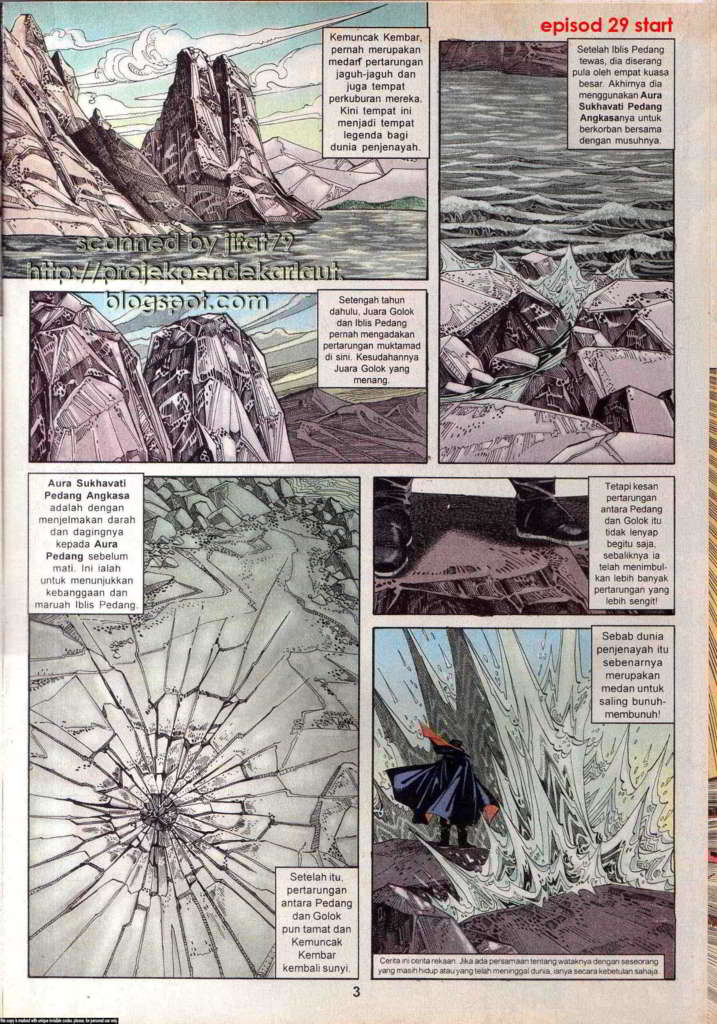 episod 29 start
Kemuncak Kembar,
pernah merupakan
medan pertarungan
jaguh-jaguh dan
juga tempat
perkuburan mereka.
Kini tempat ini
menjadi tempat
legenda bagi
dunia penjenayah.
Setelah Iblis Pedang
tewas, dia diserang
pula oleh empat kuasa
besar. Akhirnya dia
menggunakan Aura
Sukhavati Pedang
Angkasanya untuk
berkorban bersama
dengan musuhnya.
scanned by jifat79
http://projekpendekarlaut.
blogspot.com
Setengah tahun
dahulu, Juara Golok
dan Iblis Pedang
pernah mengadakan
pertarungan muktamad
di sini. Kesudahannya
Juara Golok yang
menang.
Aura Sukhavati
Pedang Angkasa
adalah dengan
menjelmakan darah
dan dagingnya
kepada Aura
Pedang sebelum
mati. Ini ialah
untuk menunjukkan
kebanggaan dan
maruah Iblis Pedang.
Tetapi kesan
pertarungan
antara Pedang
dan Golok itu
tidak lenyap
begitu saja,
sebaliknya ia
telah menimbul-
kan lebih banyak
pertarungan yang
lebih sengit!
Sebab dunia
penjenayah itu
sebenarnya
merupakan
medan untuk
saling bunuh-
membunuh!
Setelah itu,
pertarungan
antara Pedang
dan Golok
pun tamat dan
Kemuncak
Kembar
kembali sunyi.
Cerita ini cerita rekaan. Jika ada persamaan tentang wataknya dengan seseorang
yang masih hidup atau yang telah meninggal dunia, ianya secara kebetulan sahaja.
3